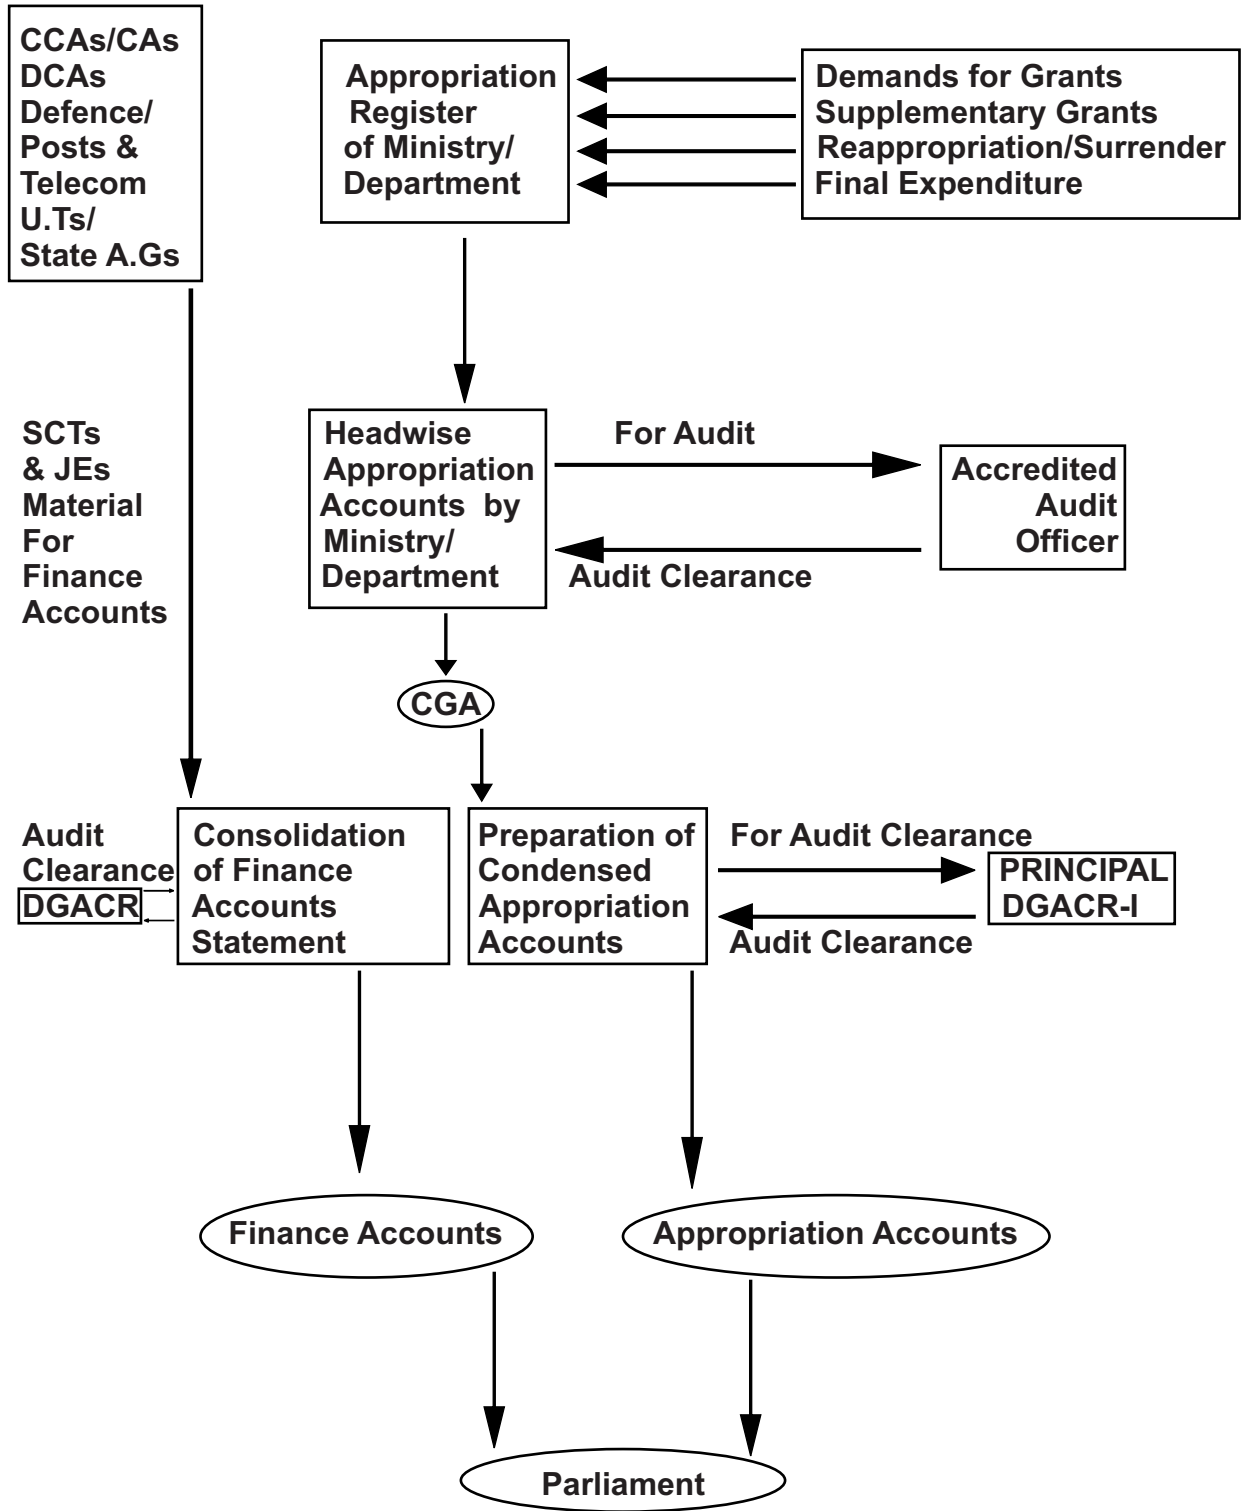 CCAs/CAs
DCAs
Defence/
Posts &
Telecom
U.Ts/
State A.Gs
Appropriation
Register
of Ministry/
Department
Demands for Grants
Supplementary Grants
Reappropriation/Surrender
Final Expenditure
SCTs
& JEs
Material
For
Finance
Accounts
Headwise
Appropriation
Accounts by
Ministry/
Department
For Audit
Audit Clearance
Accredited
Audit
Officer
CGA
Audit
Clearance
DGACR
Consolidation
of Finance
Accounts
Statement
Preparation of
Condensed
Appropriation
Accounts
For Audit Clearance
Audit Clearance
PRINCIPAL
DGACR-I
Finance Accounts
Appropriation Accounts
Parliament